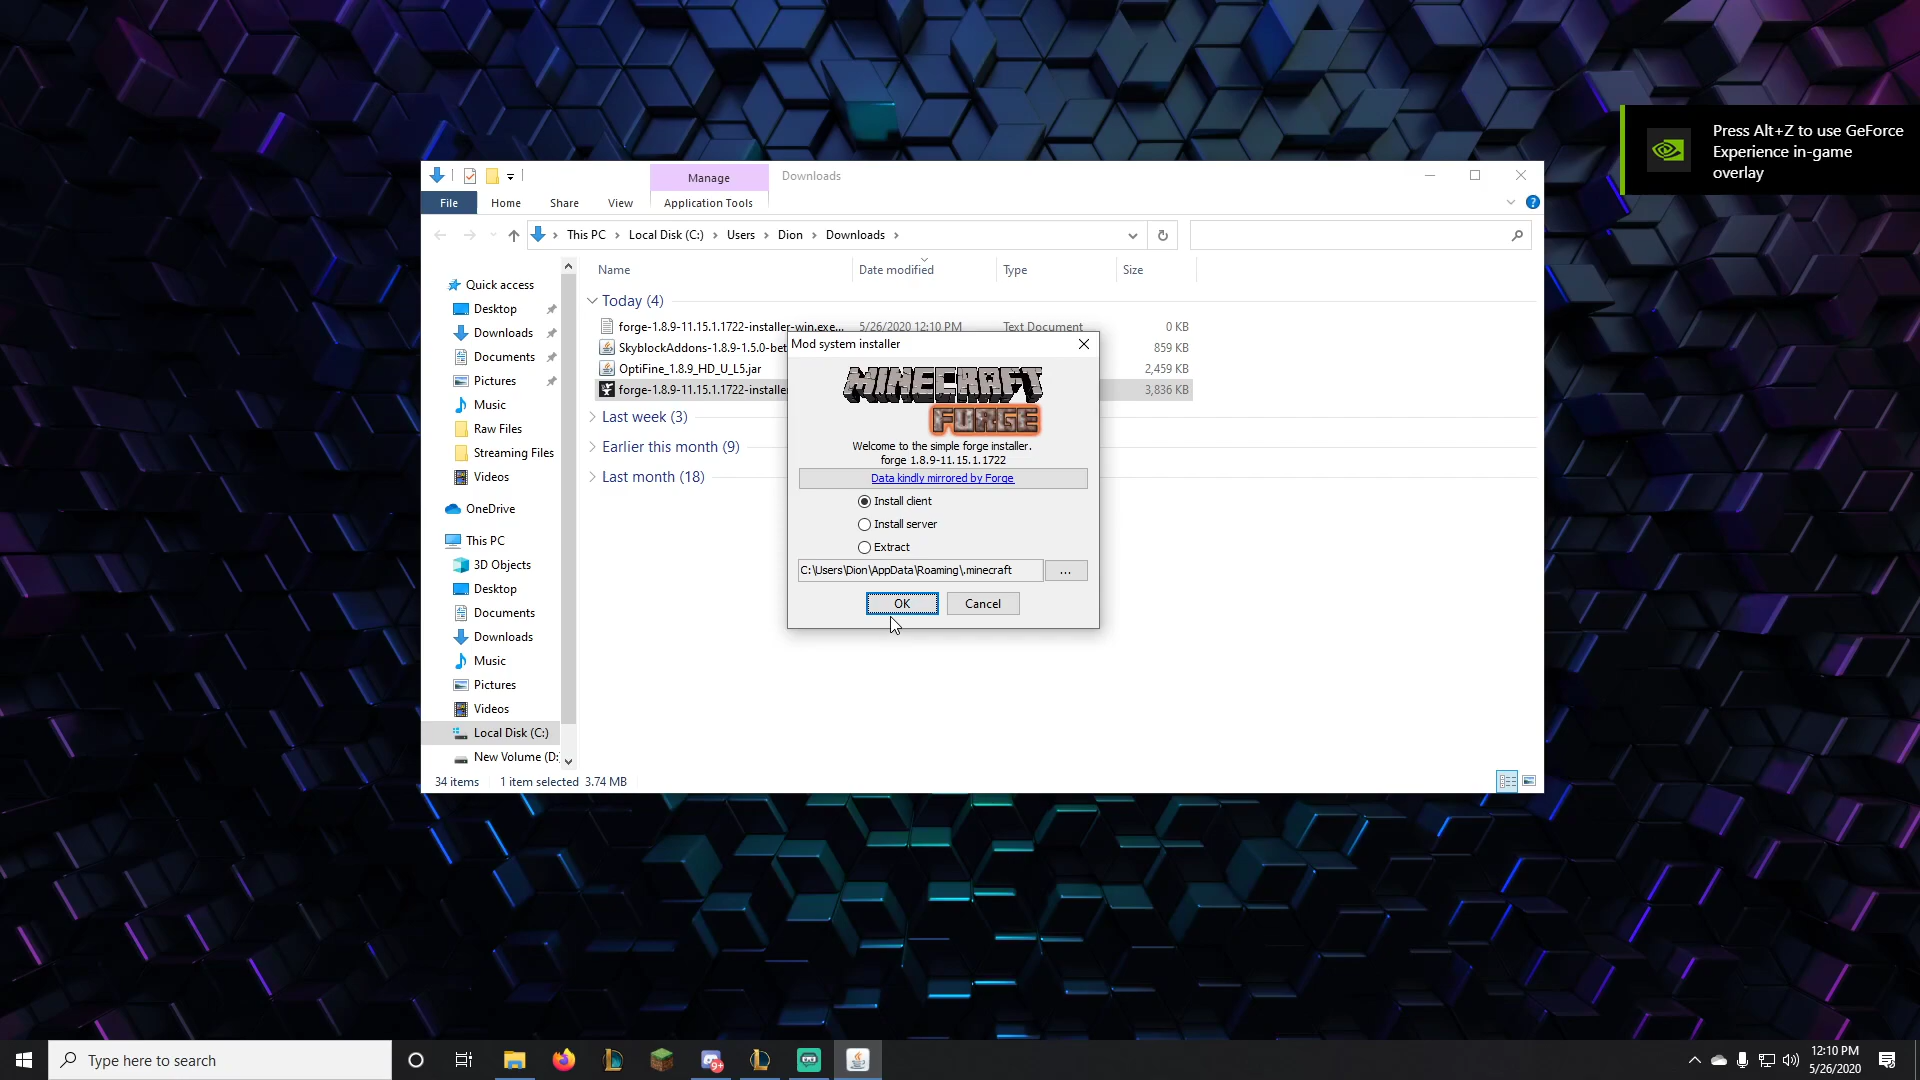 Press Alt+Z to use GeForce
Experience in-game
overlay
Manage
Downloads
File
Home
Share
View
Application Tools
This PC
Local Disk (C:)
Users
Dion
Downloads
Name
Date modified
Type
Size
Quick access
Desktop
Downloads
Documents
Pictures
Music
Raw Files
Streaming Files
Videos
OneDrive
This PC
3D Objects
Desktop
Documents
Downloads
Music
Pictures
Videos
Local Disk (C:)
New Volume (D:
Today (4)
forge-1.8.9-11.15.1.1722-installer-win.exe... 5/26/2020 12:10 PM Text Document 0 KB
SkyblockAddons-1.8.9-1.5.0-bet 859 KB
OptiFine_1.8.9_HD_U_L5.jar 2,459 KB
forge-1.8.9-11.15.1.1722-installe 3,836 KB
Last week (3)
Earlier this month (9)
Last month (18)
Mod system installer
MINECRAFT
FORGE
Welcome to the simple forge installer.
forge 1.8.9-11.15.1.1722
Data kindly mirrored by Forge
Install client
Install server
Extract
C:\Users\Dion\AppData\Roaming\.minecraft
...
OK
Cancel
34 items
1 item selected 3.74 MB
Type here to search
9+
12:10 PM
5/26/2020